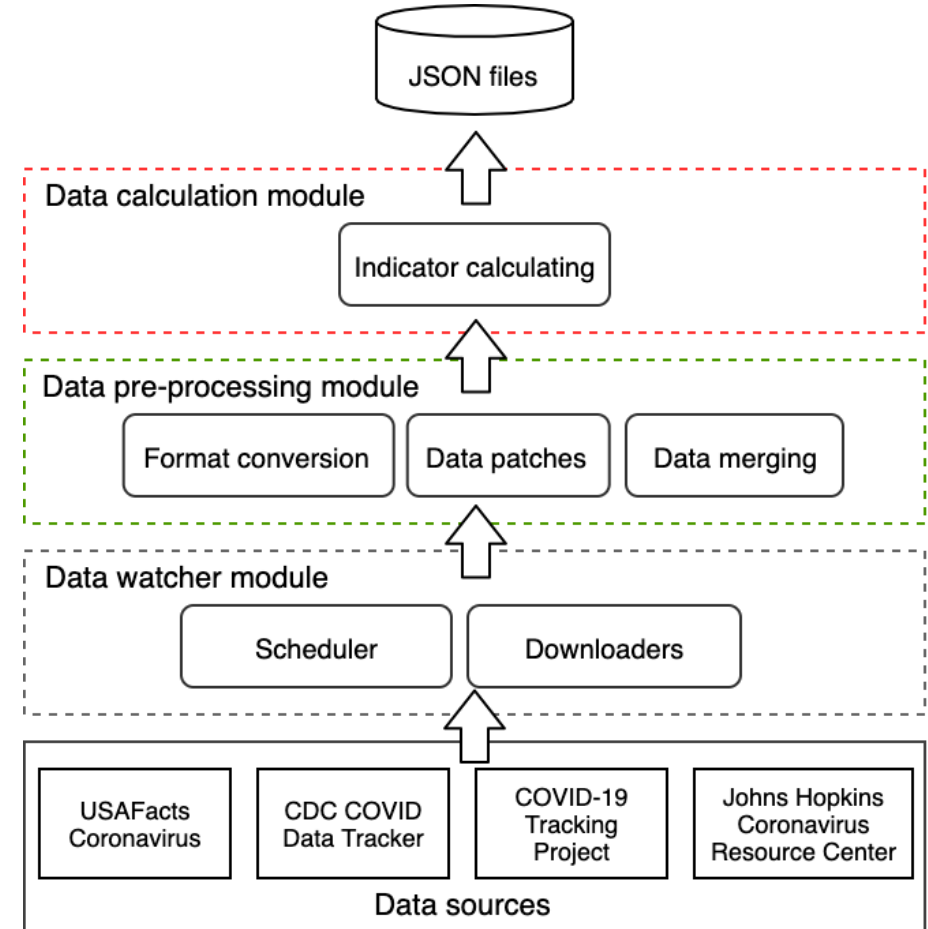 JSON files
Data calculation module
Indicator calculating
Data pre-processing module
Format conversion
Data patches
Data merging
Data watcher module
Scheduler
Downloaders
USAFacts
Coronavirus
CDC COVID
Data Tracker
COVID-19
Tracking
Project
Johns Hopkins
Coronavirus
Resource Center
Data sources